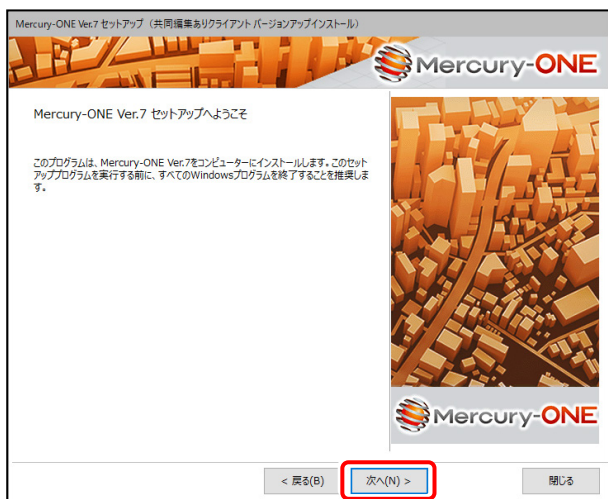 Mercury-ONE Ver.7 セットアップ（共同編集ありクライアント バージョンアップインストール）
Mercury-ONE
Mercury-ONE Ver.7 セットアップへようこそ
このプログラムは、Mercury-ONE Ver.7をコンピューターにインストールします。このセット
アッププログラムを実行する前に、すべてのWindowsプログラムを終了することを推奨しま
す。
Mercury-ONE
< 戻る(B)
次へ(N) >
閉じる